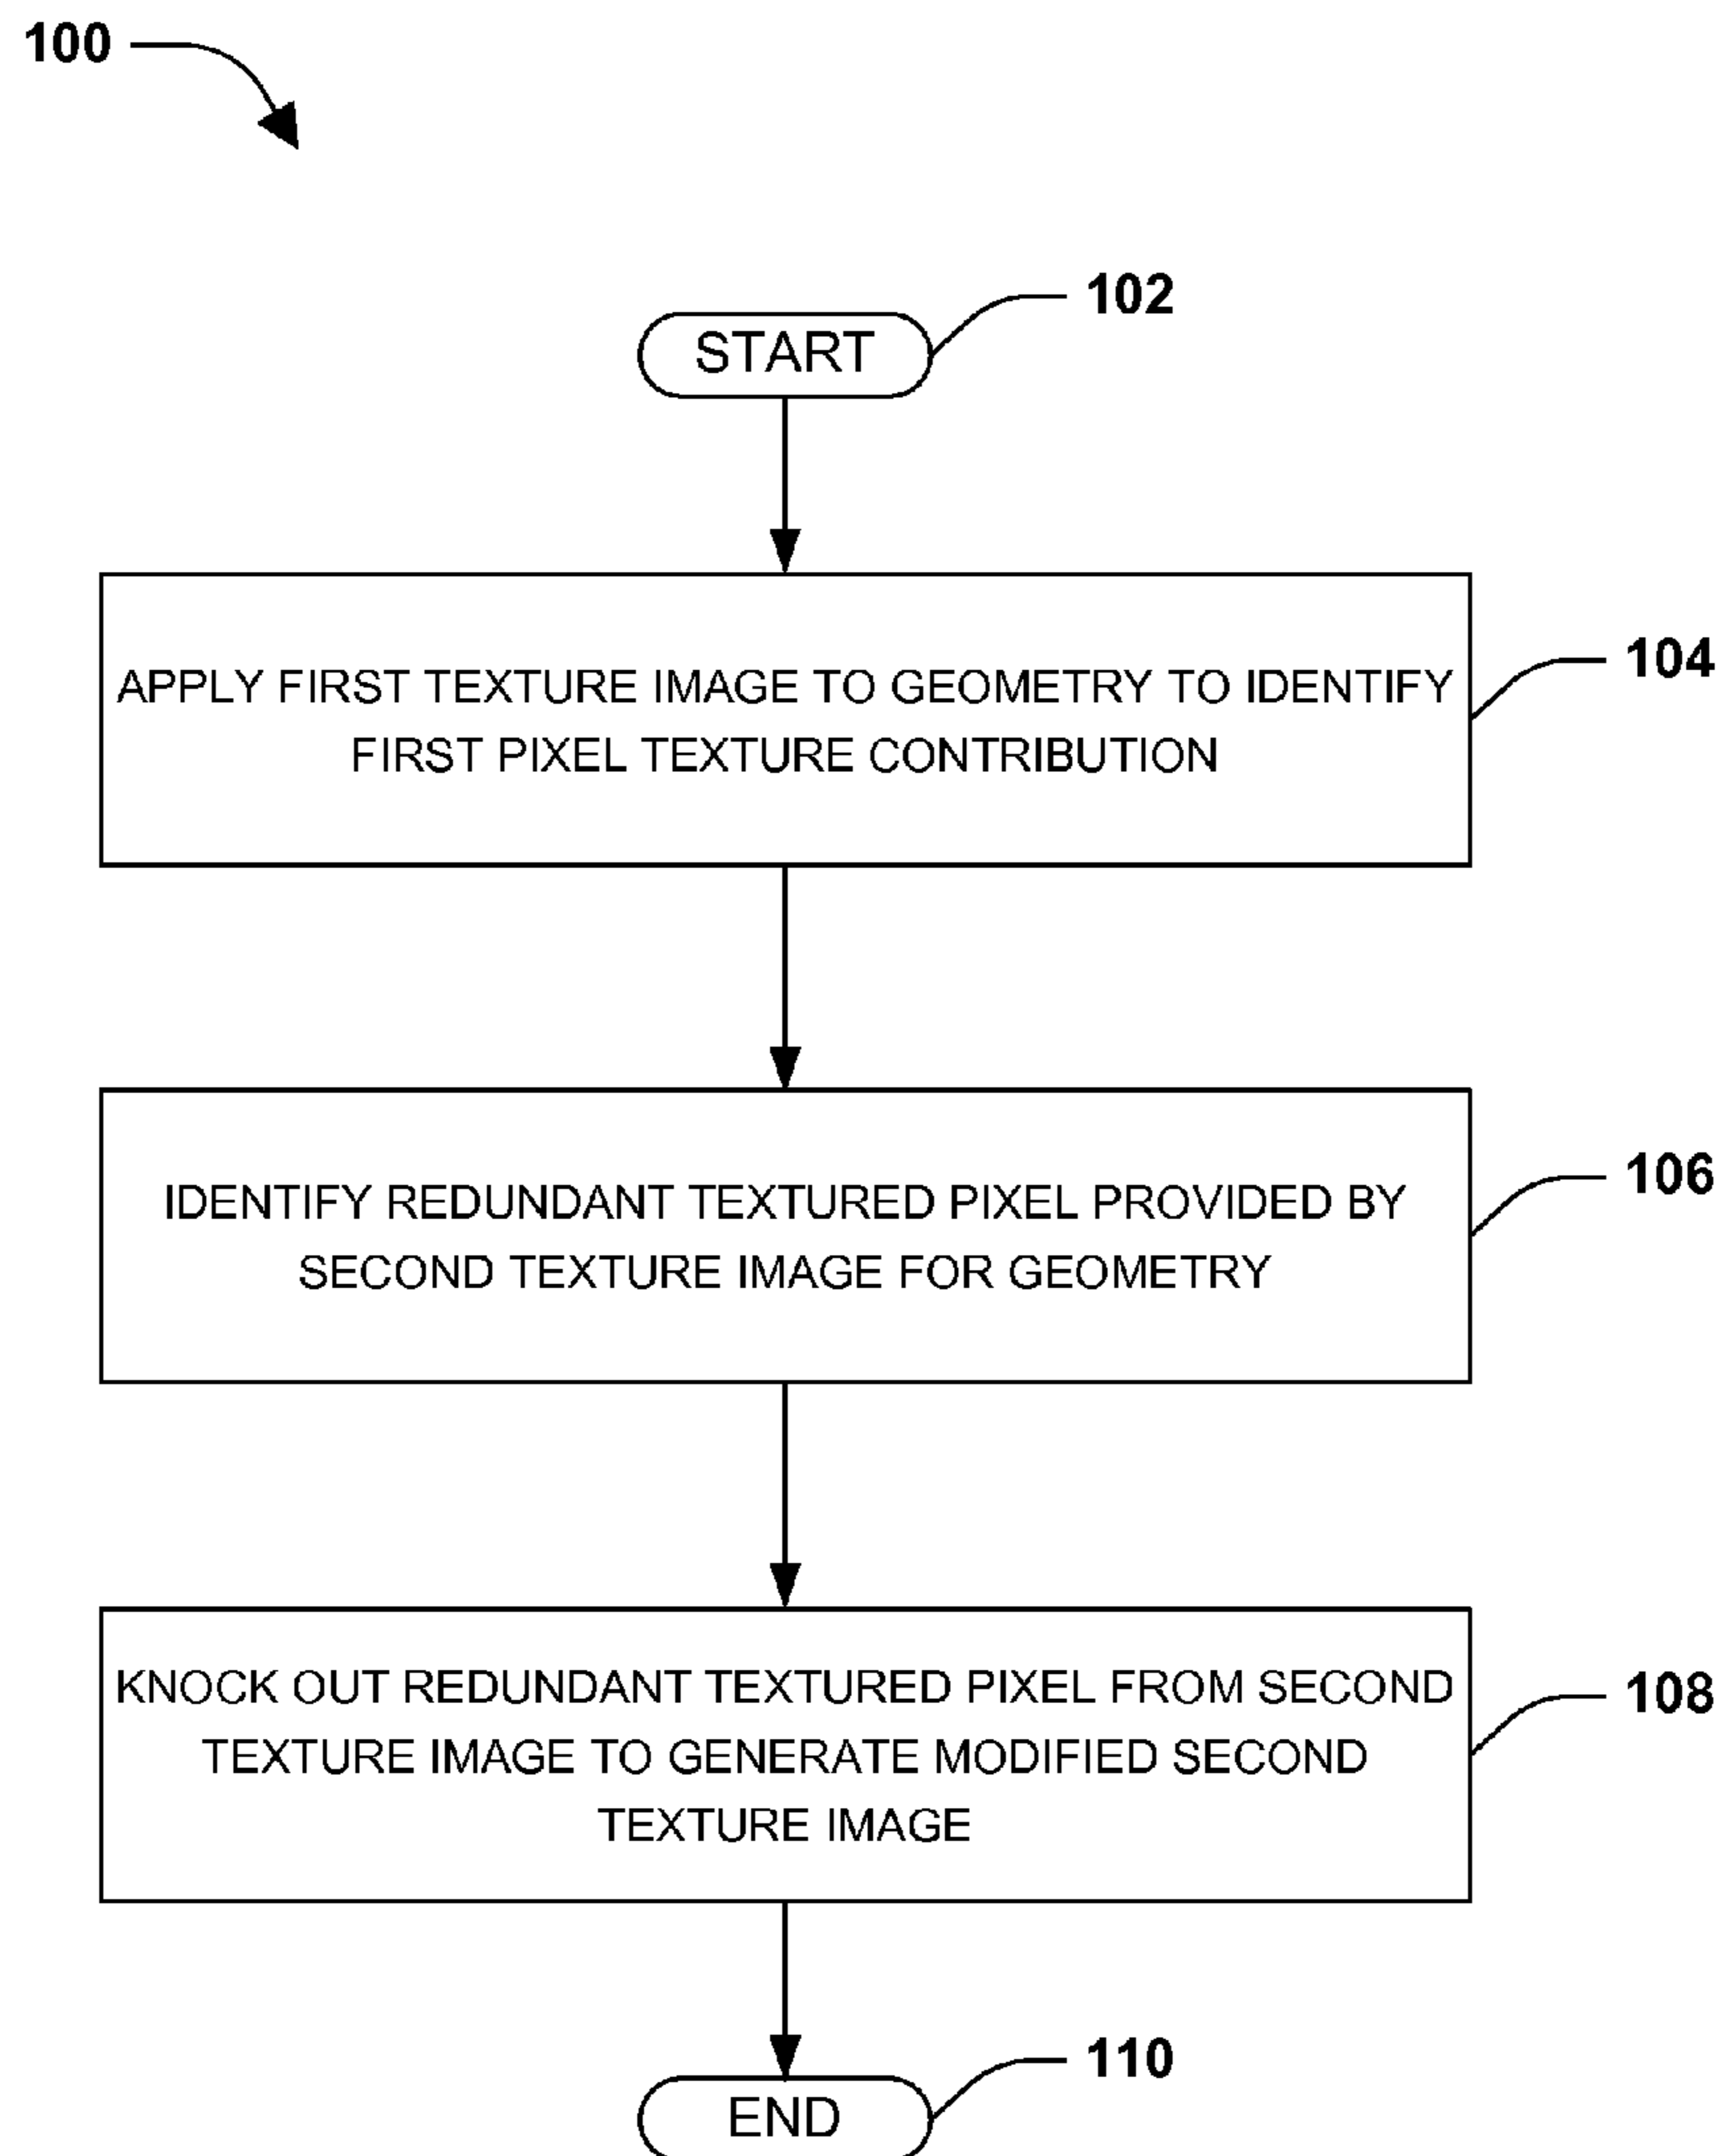 100
102
START
104
APPLY FIRST TEXTURE IMAGE TO GEOMETRY TO IDENTIFY
FIRST PIXEL TEXTURE CONTRIBUTION
106
IDENTIFY REDUNDANT TEXTURED PIXEL PROVIDED BY
SECOND TEXTURE IMAGE FOR GEOMETRY
108
KNOCK OUT REDUNDANT TEXTURED PIXEL FROM SECOND
TEXTURE IMAGE TO GENERATE MODIFIED SECOND
TEXTURE IMAGE
110
END